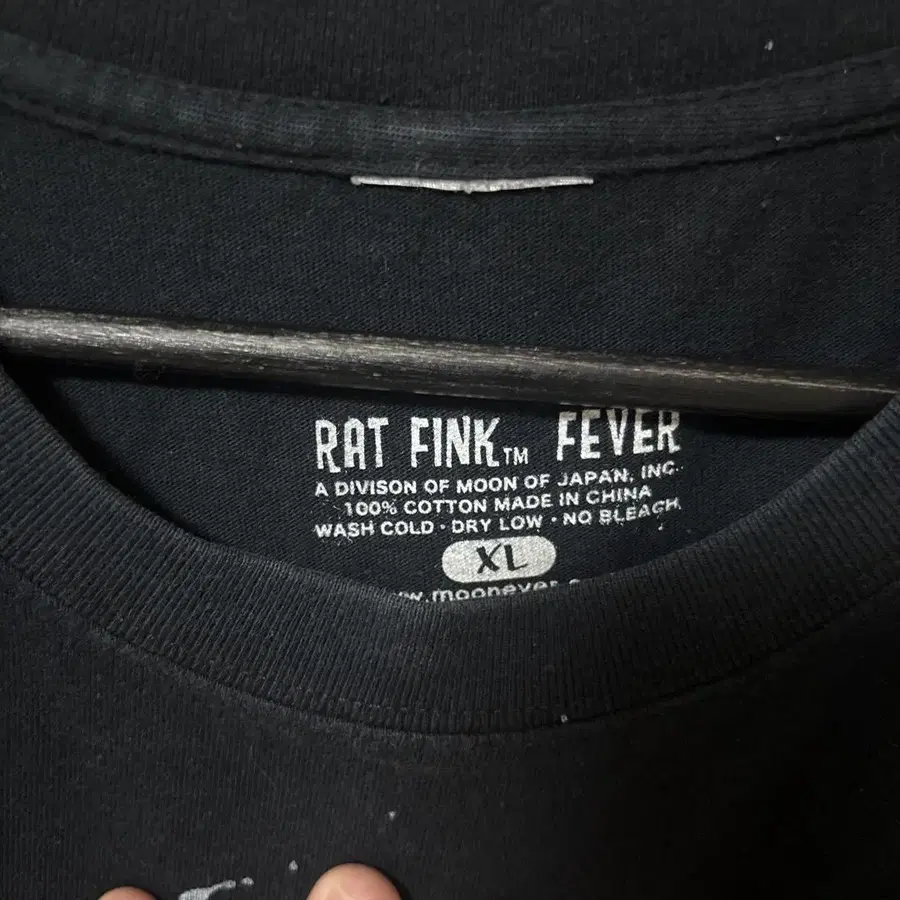 RAT FINK™ FEVER
A DIVISON OF MOON OF JAPAN, INC.
100% COTTON MADE IN CHINA
WASH COLD · DRY LOW · NO BLEACH
XL